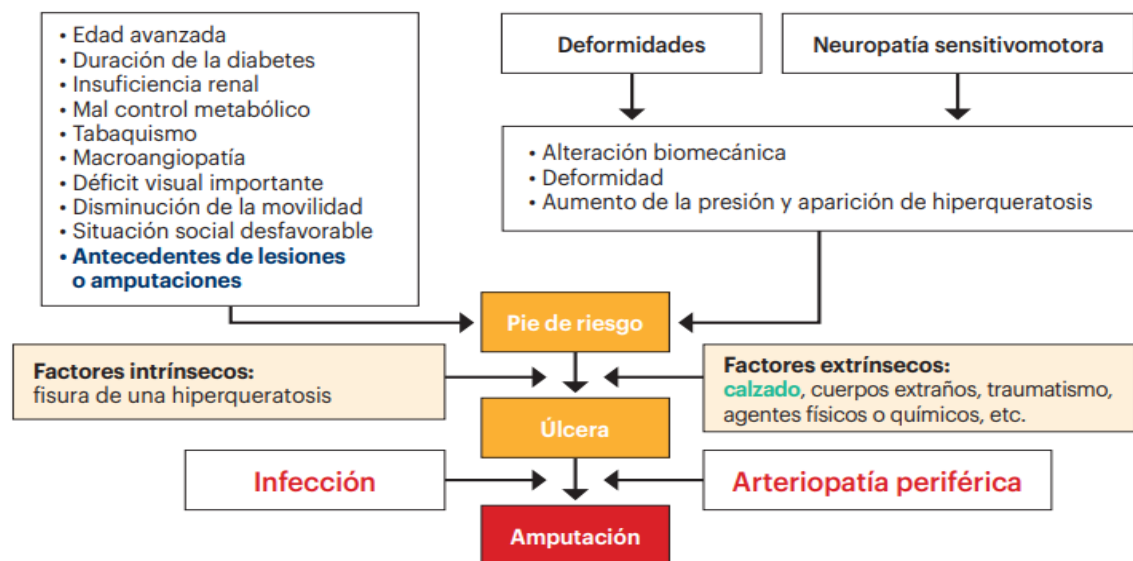 • Edad avanzada
• Duración de la diabetes
• Insuficiencia renal
• Mal control metabólico
• Tabaquismo
• Macroangiopatía
• Déficit visual importante
• Disminución de la movilidad
• Situación social desfavorable
• Antecedentes de lesiones
o amputaciones
Deformidades
Neuropatía sensitivomotora
• Alteración biomecánica
• Deformidad
• Aumento de la presión y aparición de hiperqueratosis
Pie de riesgo
Factores intrínsecos:
fisura de una hiperqueratosis
Factores extrínsecos:
calzado, cuerpos extraños, traumatismo,
agentes físicos o químicos, etc.
Úlcera
Infección
Arteriopatía periférica
Amputación